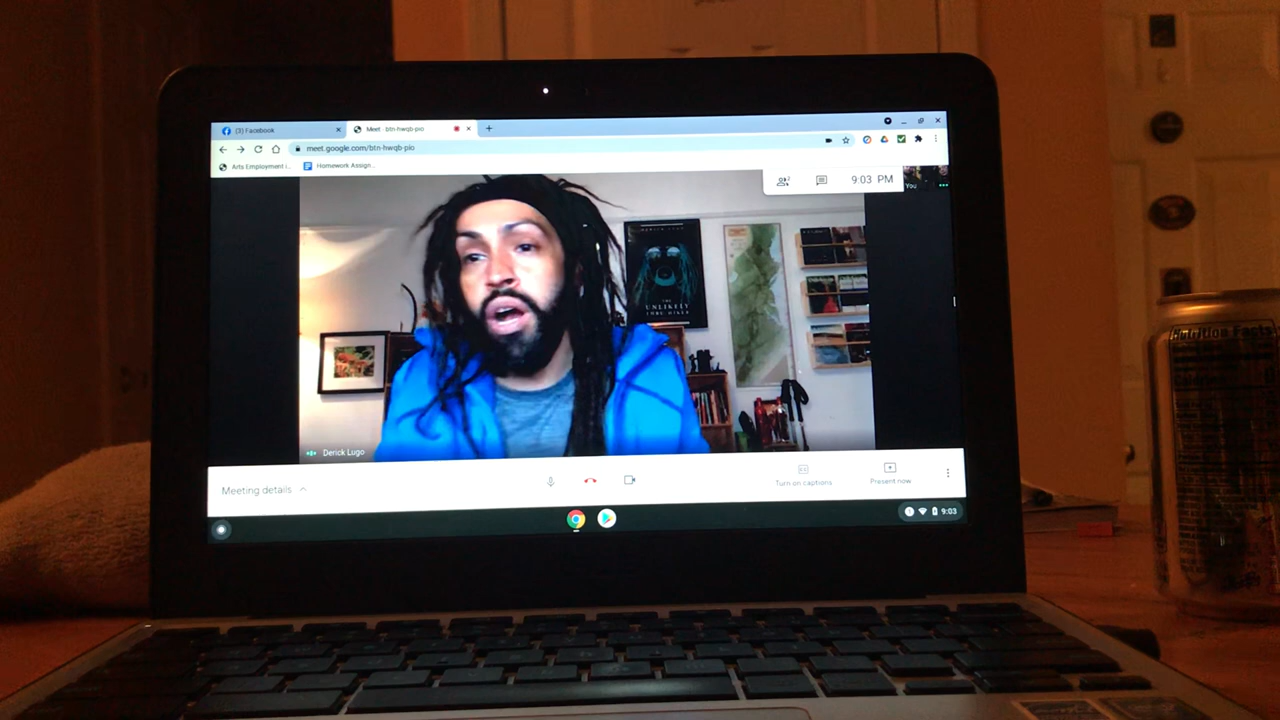 (3) Facebook
Meet - btn-hwqb-pio
meet.google.com/btn-hwqb-pio
Arts Employment i...
Homework Assign...
9:03 PM
You
THE
UNLIKELY
THRU HIKER
Derick Lugo
Meeting details
Turn on captions
Present now
9:03
Nutrition Facts